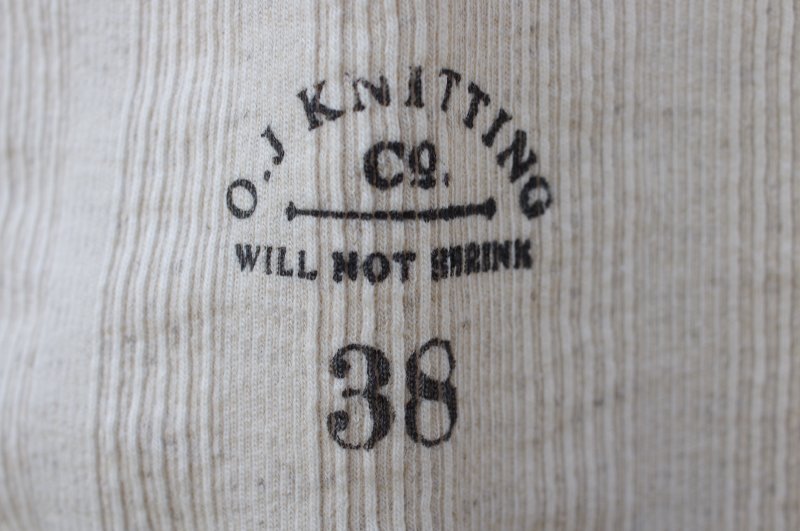 O.J KNITTING
Co.
WILL NOT SHRINK
38